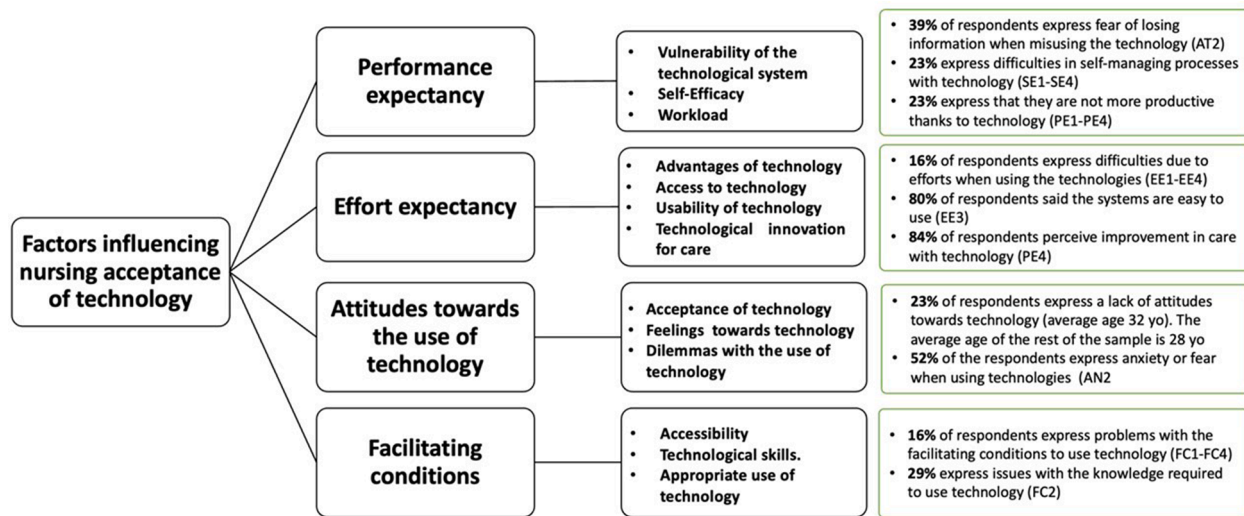 Factors influencing
nursing acceptance
of technology
Performance
expectancy
• Vulnerability of the
technological system
• Self-Efficacy
• Workload
• 39% of respondents express fear of losing
information when misusing the technology (AT2)
• 23% express difficulties in self-managing processes
with technology (SE1-SE4)
• 23% express that they are not more productive
thanks to technology (PE1-PE4)
Effort expectancy
• Advantages of technology
• Access to technology
• Usability of technology
• Technological innovation
for care
• 16% of respondents express difficulties due to
efforts when using the technologies (EE1-EE4)
• 80% of respondents said the systems are easy to
use (EE3)
• 84% of respondents perceive improvement in care
with technology (PE4)
Attitudes towards
the use of
technology
• Acceptance of technology
• Feelings towards technology
• Dilemmas with the use of
technology
• 23% of respondents express a lack of attitudes
towards technology (average age 32 yo). The
average age of the rest of the sample is 28 yo
• 52% of the respondents express anxiety or fear
when using technologies (AN2
Facilitating
conditions
• Accessibility
• Technological skills.
• Appropriate use of
technology
• 16% of respondents express problems with the
facilitating conditions to use technology (FC1-FC4)
• 29% express issues with the knowledge required
to use technology (FC2)